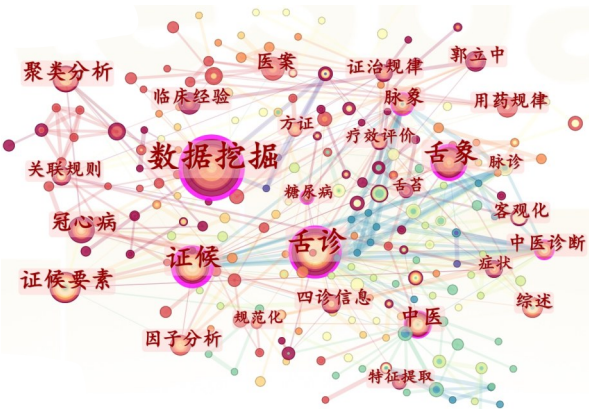 郭立中
医案
证治规律
聚类分析
临床经验
脉象
用药规律
方证
疗效评价
数据挖掘
舌象
脉诊
关联规则
糖尿病
舌苔
客观化
冠心病
舌诊
中医诊断
证候
症状
证候要素
四诊信息
综述
规范化
中医
因子分析
特征提取